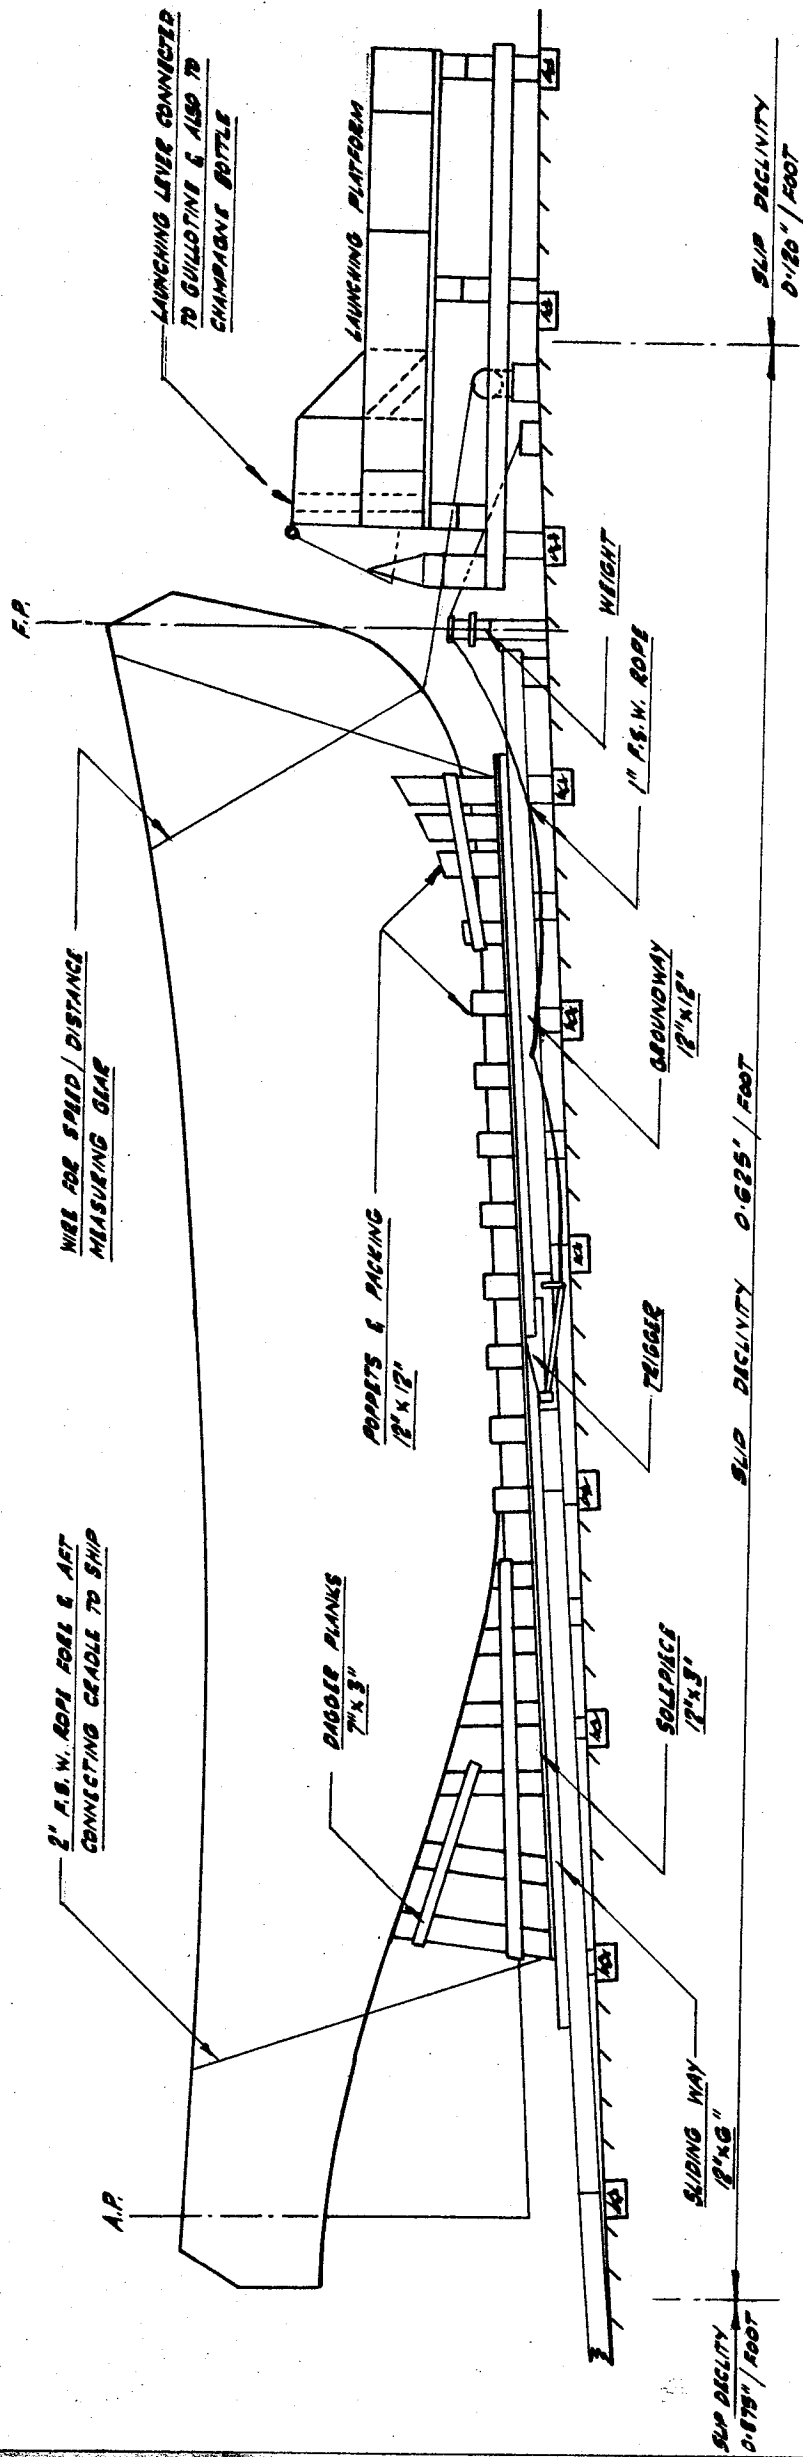 2" F.S.W. ROPE FORE & AFT
CONNECTING CRADLE TO SHIP
WIRE FOR SPEED/DISTANCE
MEASURING GEAR
LAUNCHING LEVER CONNECTED
TO GUILLOTINE & ALSO TO
CHAMPAGNE BOTTLE
A.P.
F.P.
LAUNCHING PLATFORM
DAGGER PLANKS
7" x 3"
POPPETS & PACKING
12" x 12"
WEIGHT
1" F.S.W. ROPE
GROUNDWAY
12" x 12"
TRIGGER
SOLEPIECE
12" x 3"
SLIDING WAY
12" x 6"
SLIP DECLITY
0.875"/FOOT
SLIP DECLIVITY 0.625"/FOOT
SLIP DECLIVITY
0.120"/FOOT